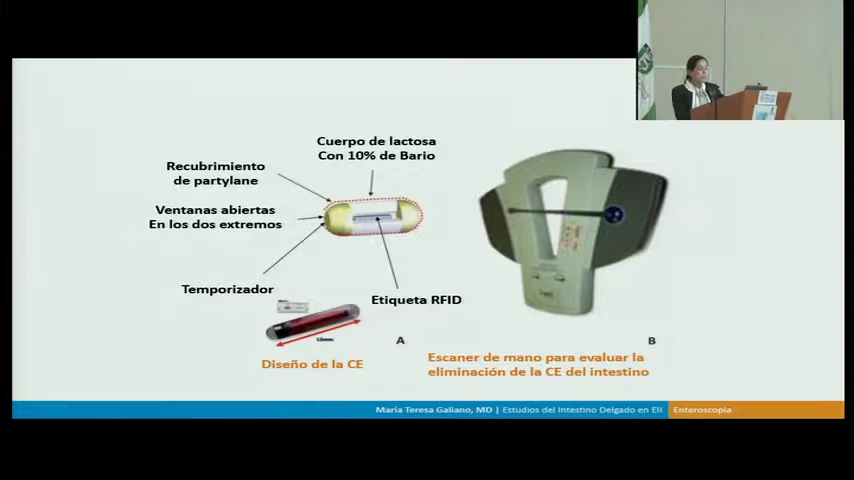 Cuerpo de lactosa
Con 10% de Bario
Recubrimiento
de partylane
Ventanas abiertas
En los dos extremos
Temporizador
Etiqueta RFID
12mm
A
B
Diseño de la CE
Escaner de mano para evaluar la
eliminación de la CE del intestino
Maria Teresa Galiano, MD | Estudios del Intestino Delgado en EII
Enteroscopia